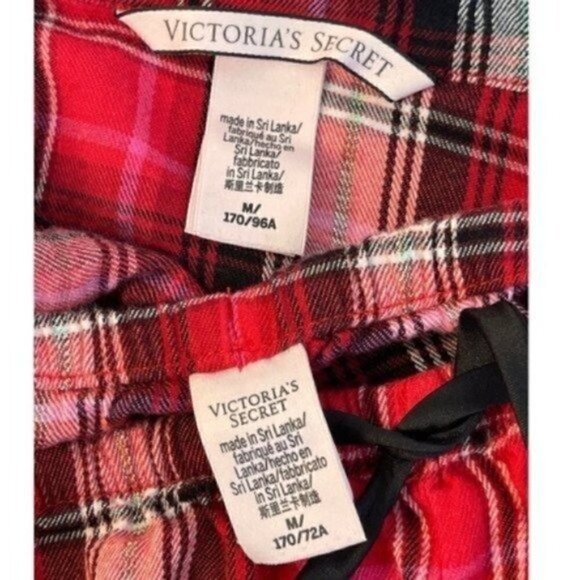 VICTORIA'S SECRET
made in Sri Lanka/
fabriqué au Sri
Lanka/hecho en
Sri Lanka/
fabbricato
in Sri Lanka/
斯里兰卡制造
M/
170/96A
VICTORIA'S
SECRET
made in Sri Lanka/
fabriqué au Sri
Lanka/hecho en
Sri Lanka/fabbricato
in Sri Lanka/
斯里兰卡制造
M/
170/72A